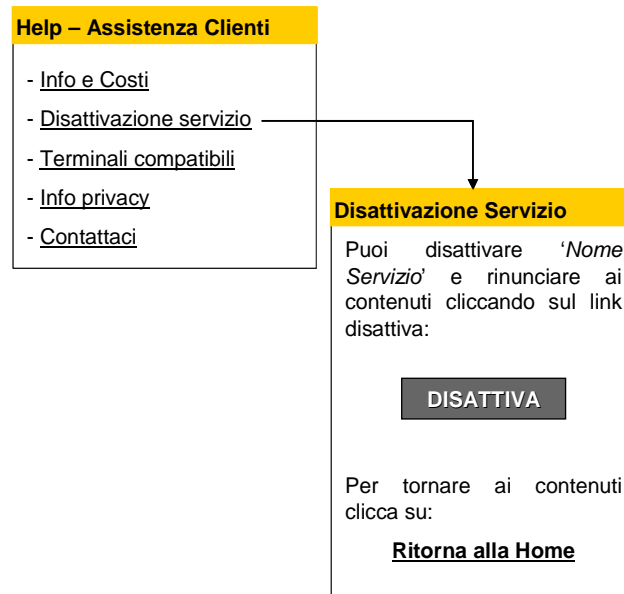 Help – Assistenza Clienti
- Info e Costi
- Disattivazione servizio
- Terminali compatibili
- Info privacy
- Contattaci
Disattivazione Servizio
Puoi disattivare ‘Nome
Servizio’ e rinunciare ai
contenuti cliccando sul link
disattiva:
DISATTIVA
Per tornare ai contenuti
clicca su:
Ritorna alla Home